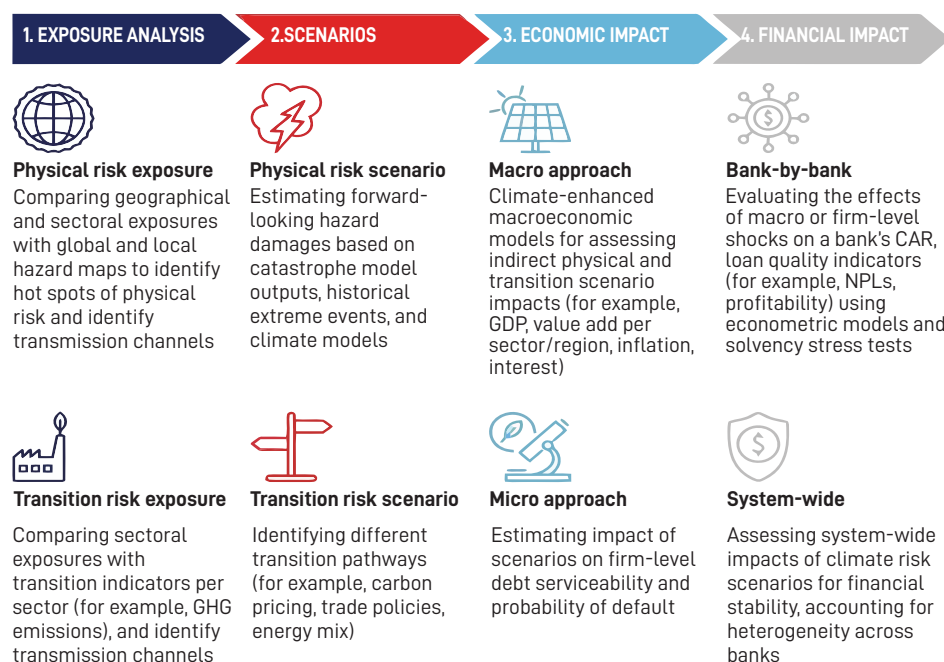 1. EXPOSURE ANALYSIS
2.SCENARIOS
3. ECONOMIC IMPACT
4. FINANCIAL IMPACT
Physical risk exposure
Comparing geographical
and sectoral exposures
with global and local
hazard maps to identify
hot spots of physical
risk and identify
transmission channels
Physical risk scenario
Estimating forward-
looking hazard
damages based on
catastrophe model
outputs, historical
extreme events, and
climate models
Macro approach
Climate-enhanced
macroeconomic
models for assessing
indirect physical and
transition scenario
impacts (for example,
GDP, value add per
sector/region, inflation,
interest)
$
Bank-by-bank
Evaluating the effects
of macro or firm-level
shocks on a bank's CAR,
loan quality indicators
(for example, NPLs,
profitability) using
econometric models and
solvency stress tests
Transition risk exposure
Comparing sectoral
exposures with
transition indicators per
sector (for example, GHG
emissions), and identify
transmission channels
Transition risk scenario
Identifying different
transition pathways
(for example, carbon
pricing, trade policies,
energy mix)
Micro approach
Estimating impact of
scenarios on firm-level
debt serviceability and
probability of default
$
System-wide
Assessing system-wide
impacts of climate risk
scenarios for financial
stability, accounting for
heterogeneity across
banks